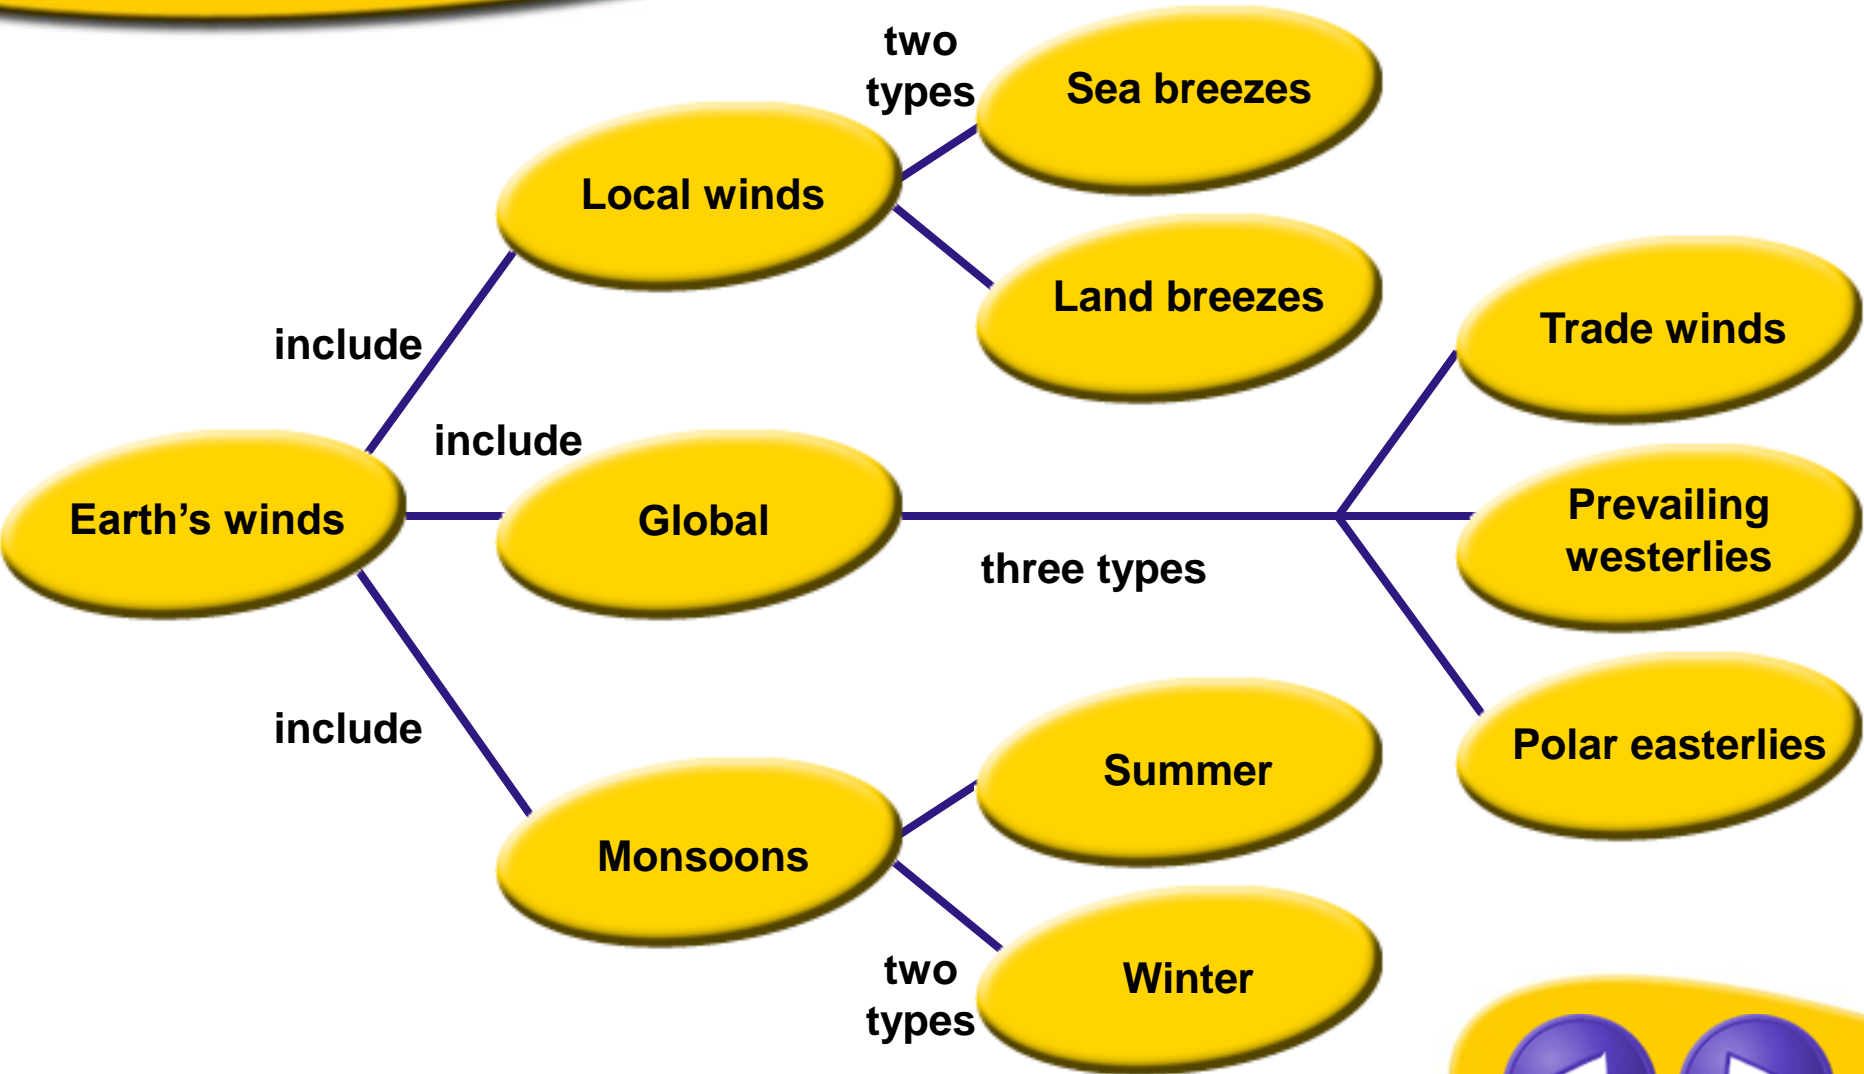 two
types
Sea breezes
Local winds
Land breezes
include
Trade winds
include
Earth’s winds
Global
Prevailing
westerlies
three types
include
Polar easterlies
Summer
Monsoons
Winter
two
types